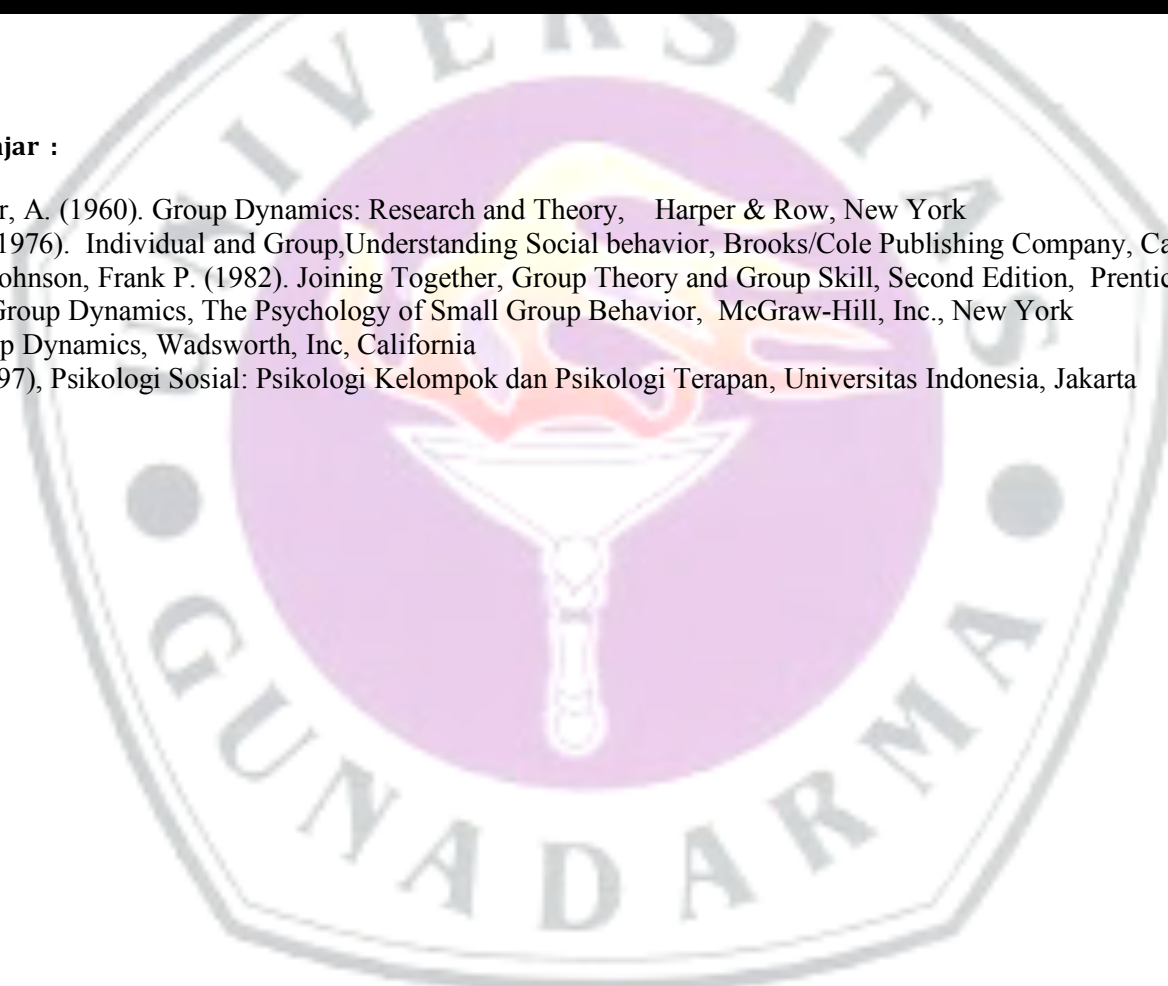 jar :
r, A. (1960). Group Dynamics: Research and Theory, Harper & Row, New York
1976). Individual and Group,Understanding Social behavior, Brooks/Cole Publishing Company, Ca
ohnson, Frank P. (1982). Joining Together, Group Theory and Group Skill, Second Edition, Prentic
Group Dynamics, The Psychology of Small Group Behavior, McGraw-Hill, Inc., New York
p Dynamics, Wadsworth, Inc, California
97), Psikologi Sosial: Psikologi Kelompok dan Psikologi Terapan, Universitas Indonesia, Jakarta
UNIVERSITAS
GUNADARMA